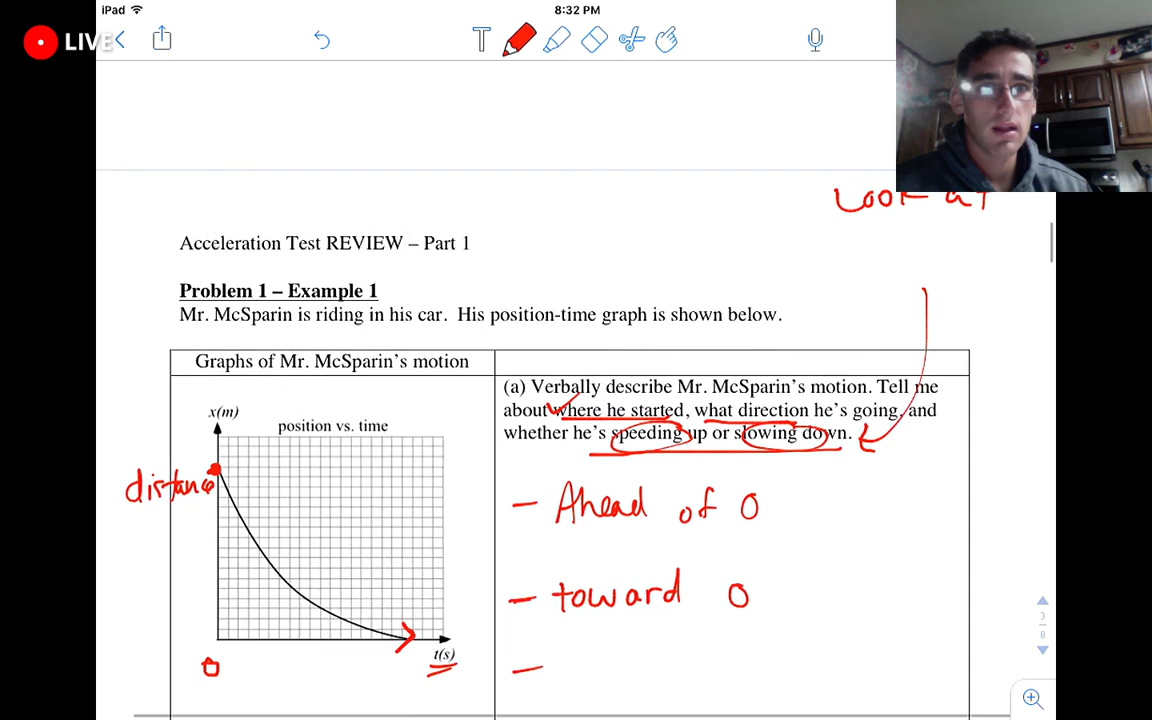 iPad 8:32 PM
LIVE
T
Look at
Acceleration Test REVIEW – Part 1
Problem 1 – Example 1
Mr. McSparin is riding in his car. His position-time graph is shown below.
Graphs of Mr. McSparin's motion
(a) Verbally describe Mr. McSparin's motion. Tell me
about where he started, what direction he's going, and
whether he's speeding up or slowing down.
x(m)
position vs. time
distance
0
t(s)
- Ahead of 0
- toward 0
-
3
8